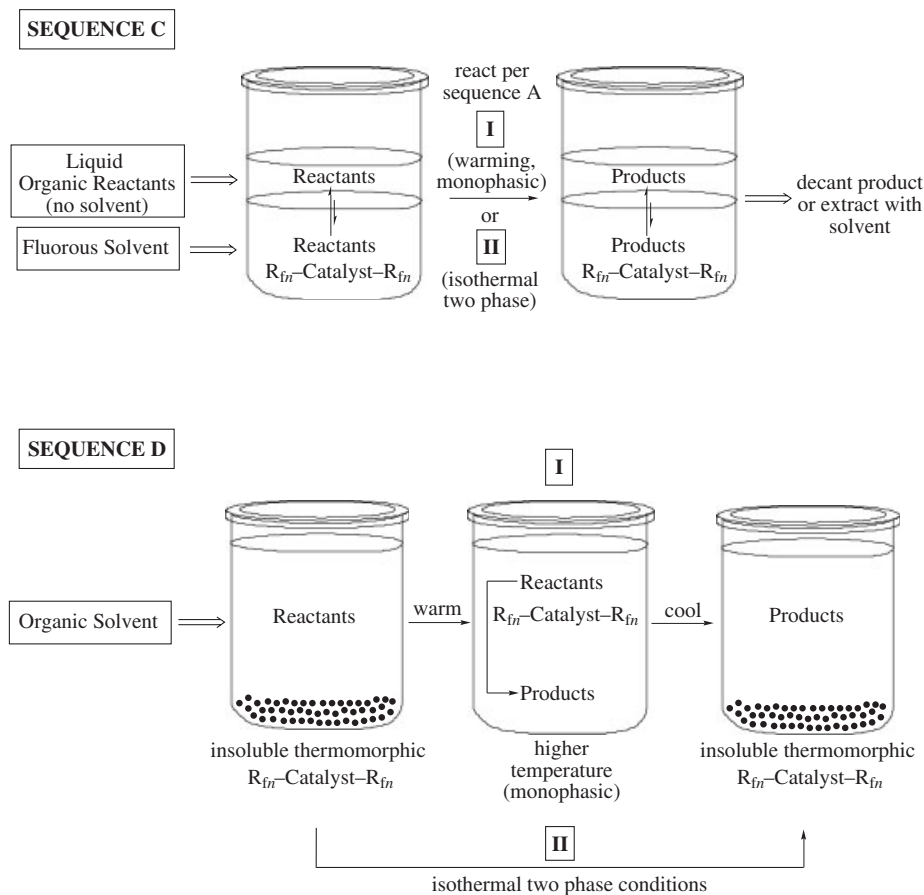 SEQUENCE C
react per
sequence A
I
(warming,
monophasic)
or
II
(isothermal
two phase)
Liquid
Organic Reactants
(no solvent)
Fluorous Solvent
Reactants
Reactants
Rfn–Catalyst–Rfn
Products
Products
Rfn–Catalyst–Rfn
decant product
or extract with
solvent
SEQUENCE D
I
Organic Solvent
Reactants
warm
Reactants
Rfn–Catalyst–Rfn
Products
cool
Products
insoluble thermomorphic
Rfn–Catalyst–Rfn
higher
temperature
(monophasic)
insoluble thermomorphic
Rfn–Catalyst–Rfn
II
isothermal two phase conditions